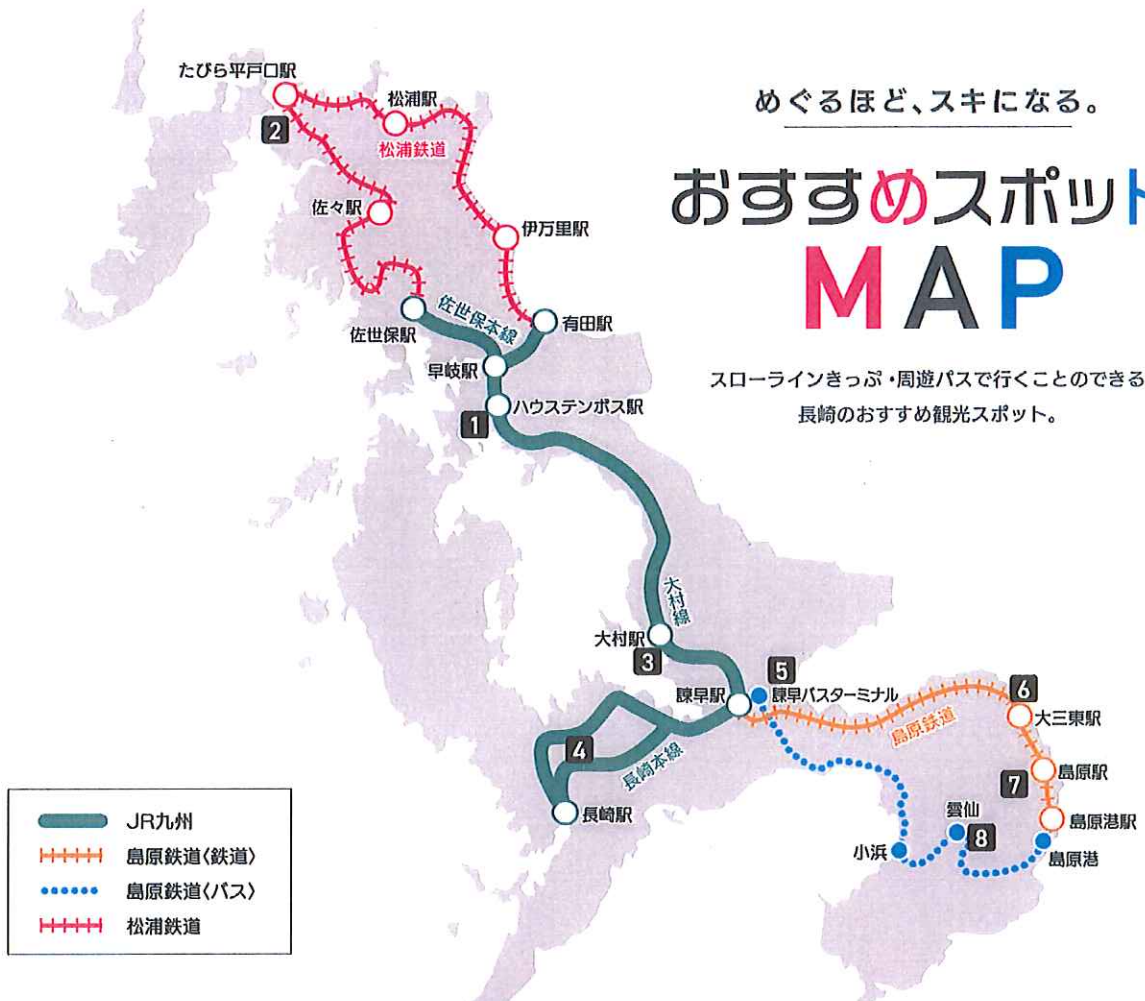 めぐるほど、スキになる。
おすすめスポット
MAP
スローラインきっぷ・周遊パスで行くことのできる
長崎のおすすめ観光スポット。
たびら平戸口駅
2
松浦駅
松浦鉄道
佐々駅
伊万里駅
佐世保駅
佐世保本線
有田駅
早岐駅
ハウステンボス駅
1
大村線
大村駅
3
諫早駅
5
諫早バスターミナル
4
長崎本線
長崎駅
島原鉄道
6
大三東駅
島原駅
7
島原港駅
雲仙
8
小浜
島原港
JR九州
島原鉄道〈鉄道〉
島原鉄道〈バス〉
松浦鉄道